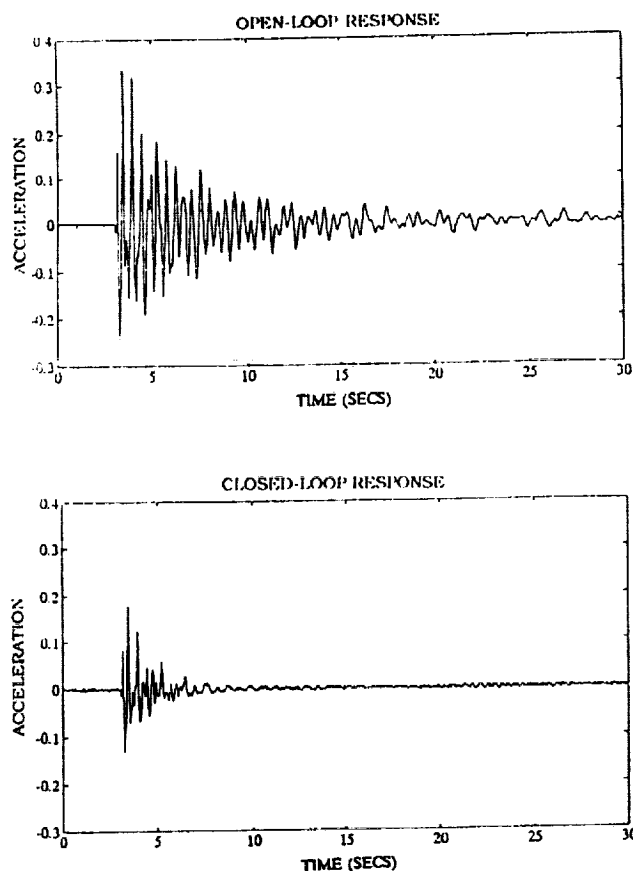 OPEN-LOOP RESPONSE
0.4
0.3
0.2
0.1
0
-0.1
-0.2
-0.3
ACCELERATION
0 5 10 15 20 25 30
TIME (SECS)
CLOSED-LOOP RESPONSE
0.4
0.3
0.2
0.1
0
-0.1
-0.2
-0.3
ACCELERATION
0 5 10 15 20 25 30
TIME (SECS)